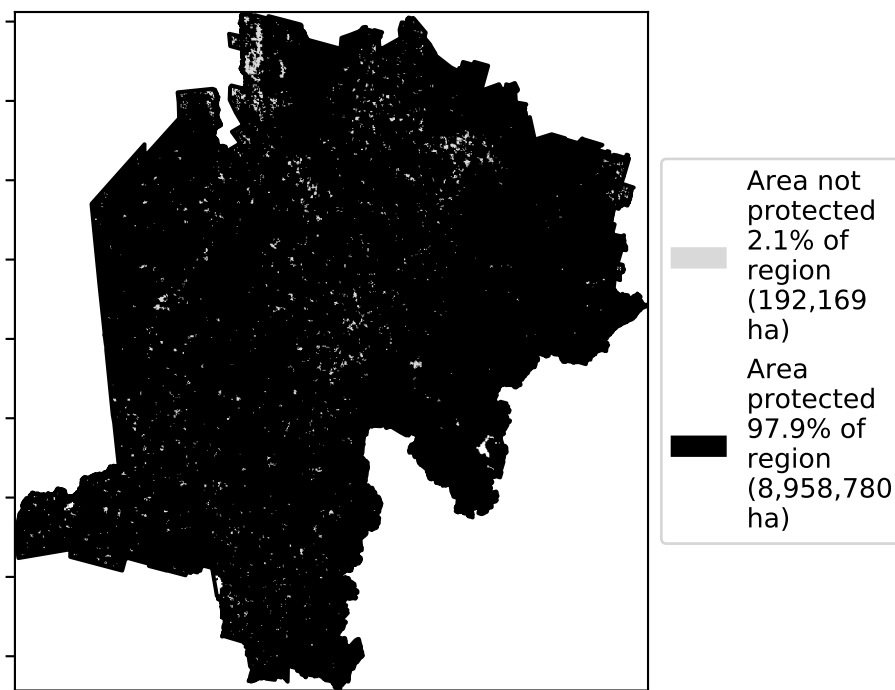 Area not
protected
2.1% of
region
(192,169
ha)
Area
protected
97.9% of
region
(8,958,780
ha)